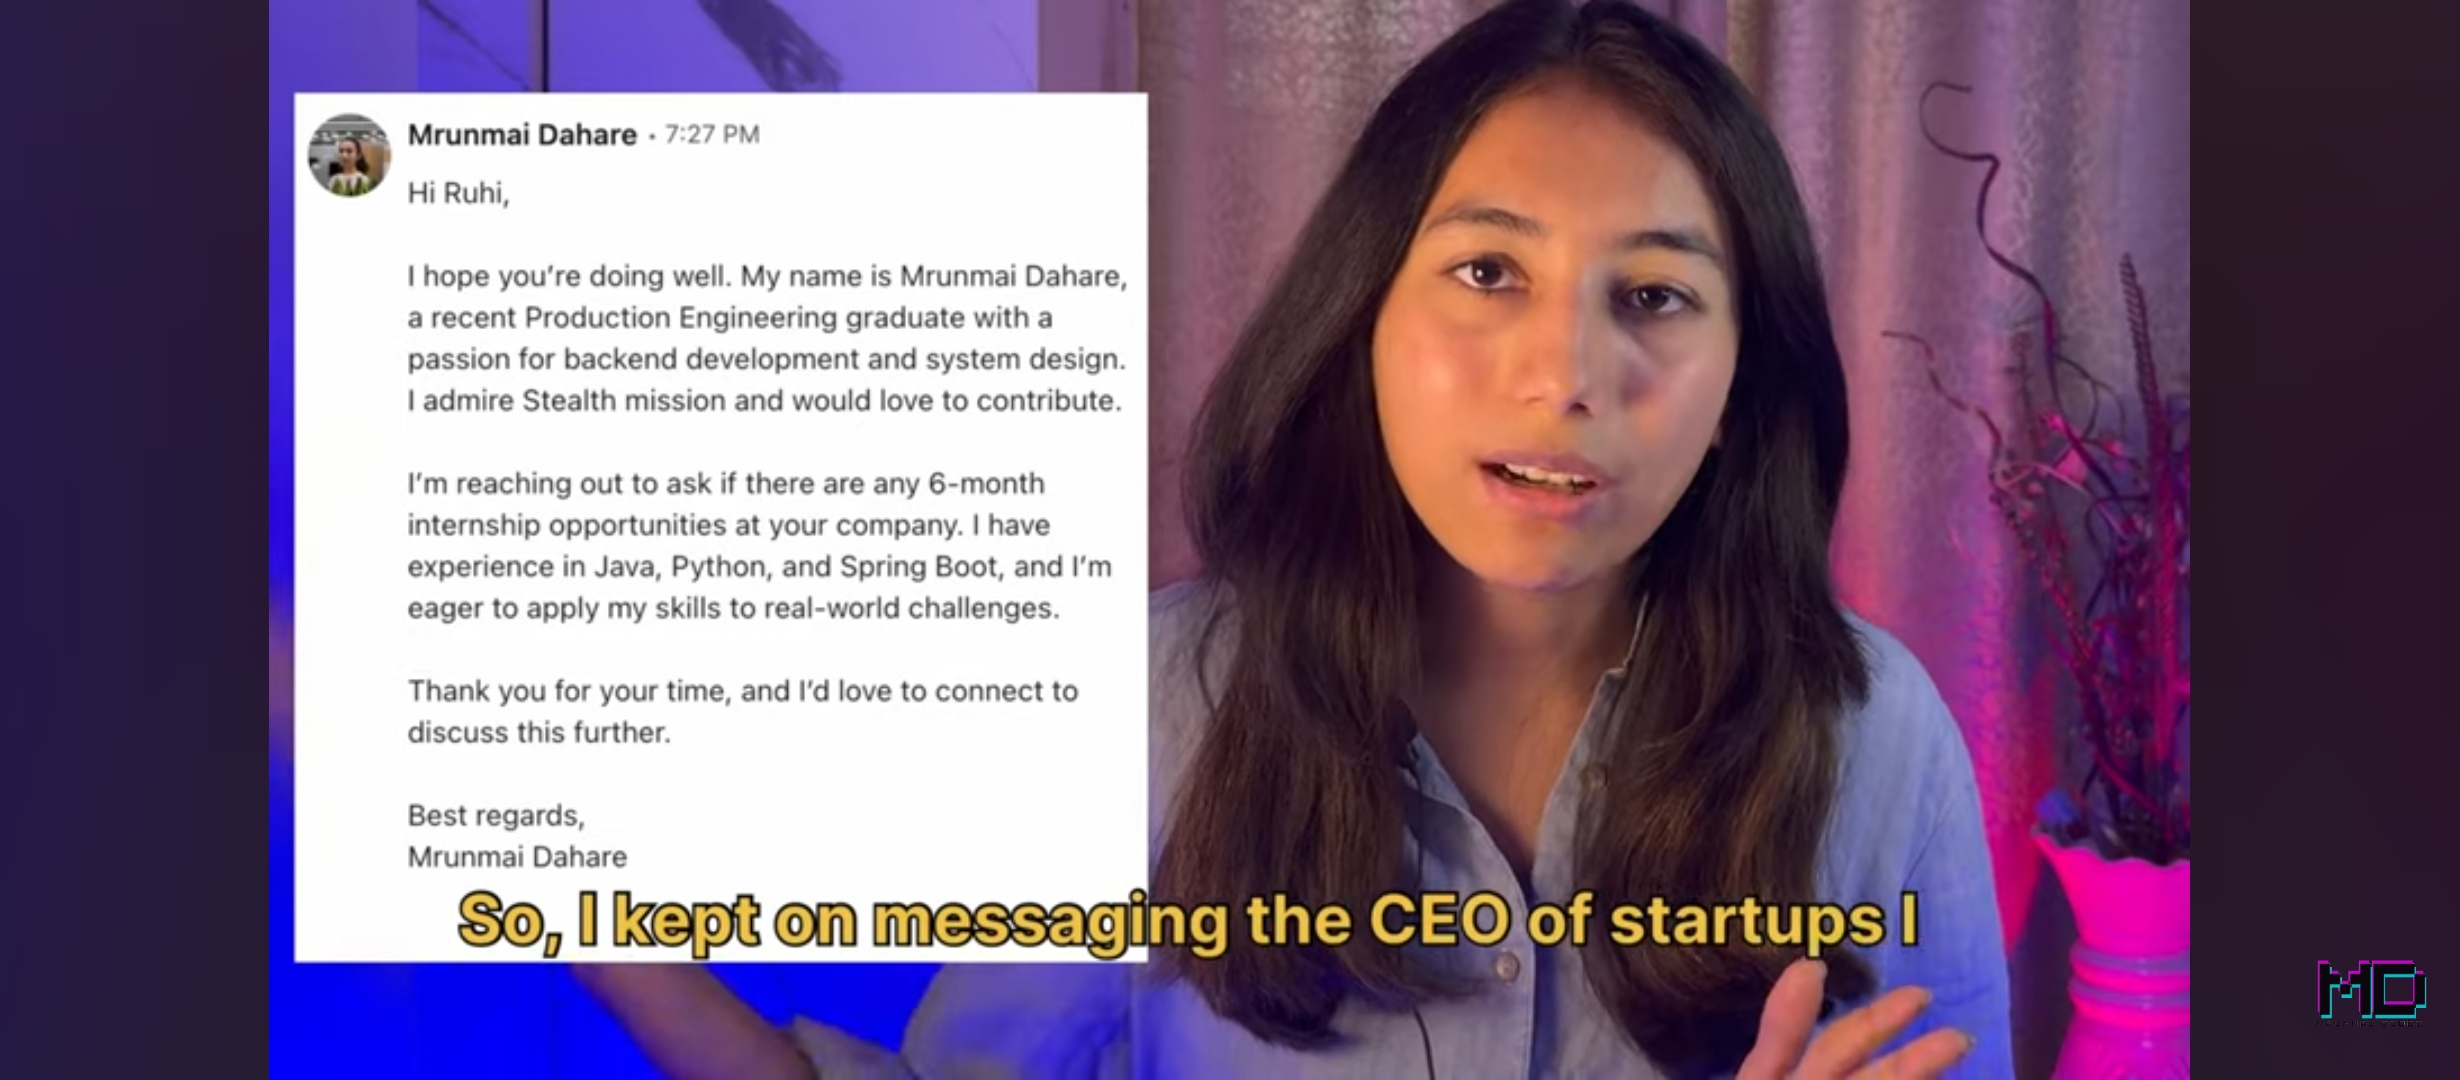 Mrunmai Dahare • 7:27 PM
Hi Ruhi,
I hope you’re doing well. My name is Mrunmai Dahare,
a recent Production Engineering graduate with a
passion for backend development and system design.
I admire Stealth mission and would love to contribute.
I’m reaching out to ask if there are any 6-month
internship opportunities at your company. I have
experience in Java, Python, and Spring Boot, and I’m
eager to apply my skills to real-world challenges.
Thank you for your time, and I’d love to connect to
discuss this further.
Best regards,
Mrunmai Dahare
So, I kept on messaging the CEO of startups I
MD